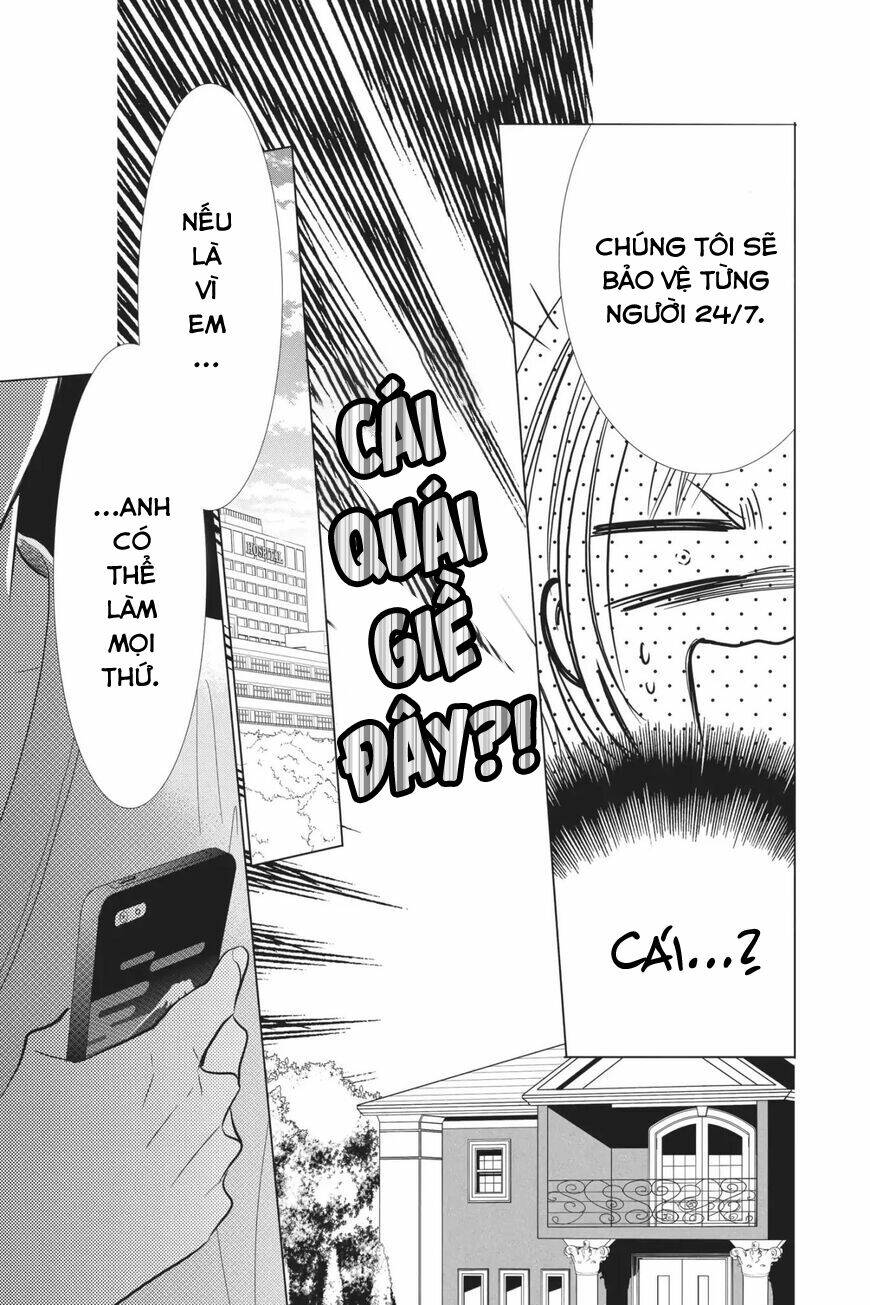 CHÚNG TÔI SẼ
BẢO VỆ TỪNG
NGƯỜI 24/7.
CÁI...?
CÁI
QUÁI
GIỀ
ĐÂY?!
HOSPITAL
NẾU
LÀ
VÌ
EM
...
...ANH
CÓ
THỂ
LÀM
MỌI
THỨ.